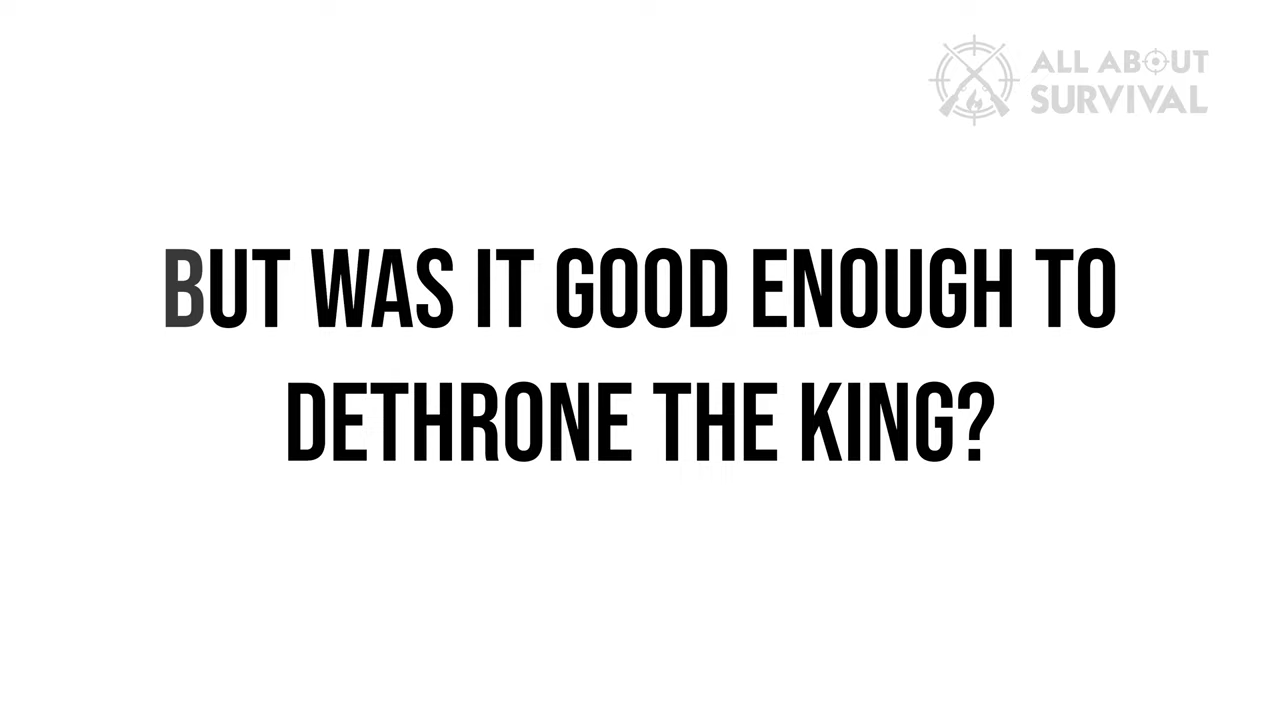 ALL ABOUT
SURVIVAL
BUT WAS IT GOOD ENOUGH TO
DETHRONE THE KING?